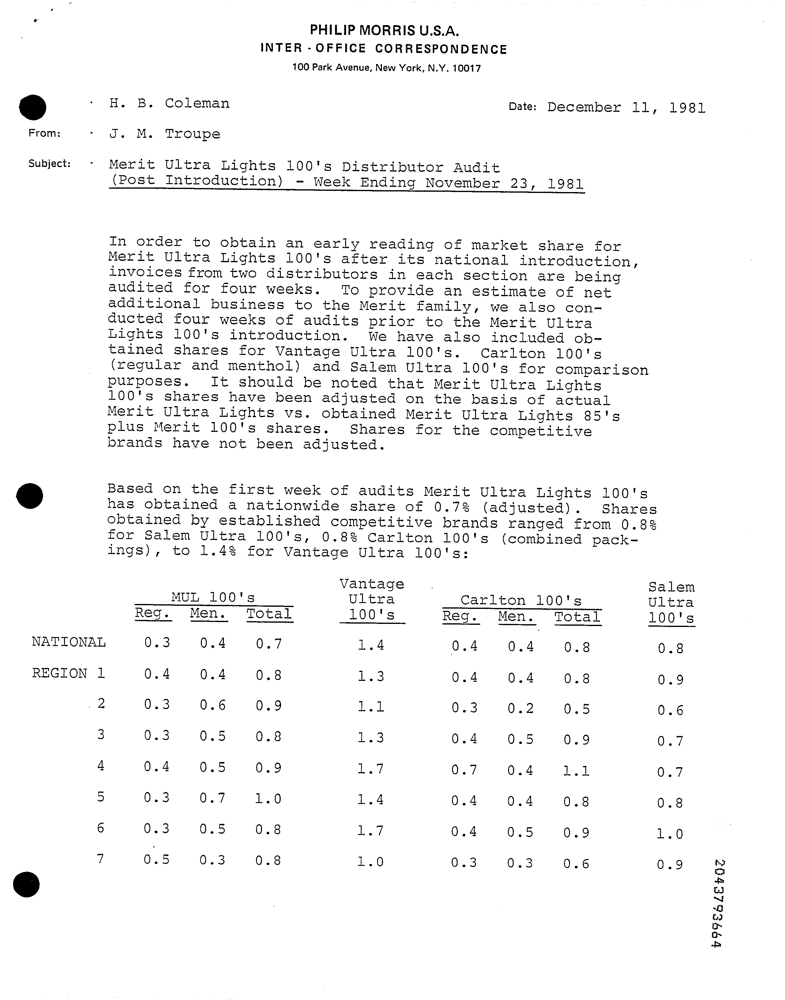 PHILIP MORRIS U.S.A.
INTER - OFFICE CORRESPONDENCE
100 Park Avenue, New York, N.Y. 10017
H. B. Coleman Date: December 11, 1981
From: J. M. Troupe
Subject: Merit Ultra Lights 100's Distributor Audit
(Post Introduction) - Week Ending November 23, 1981
In order to obtain an early reading of market share for
Merit Ultra Lights 100's after its national introduction,
invoices from two distributors in each section are being
audited for four weeks. To provide an estimate of net
additional business to the Merit family, we also con-
ducted four weeks of audits prior to the Merit Ultra
Lights 100's introduction. We have also included ob-
tained shares for Vantage Ultra 100's. Carlton 100's
(regular and menthol) and Salem Ultra 100's for comparison
purposes. It should be noted that Merit Ultra Lights
100's shares have been adjusted on the basis of actual
Merit Ultra Lights vs. obtained Merit Ultra Lights 85's
plus Merit 100's shares. Shares for the competitive
brands have not been adjusted.
Based on the first week of audits Merit Ultra Lights 100's
has obtained a nationwide share of 0.7% (adjusted). Shares
obtained by established competitive brands ranged from 0.8%
for Salem Ultra 100's, 0.8% Carlton 100's (combined pack-
ings), to 1.4% for Vantage Ultra 100's:
Vantage Salem
MUL 100's Ultra Carlton 100's Ultra
Reg. Men. Total 100's Reg. Men. Total 100's
NATIONAL 0.3 0.4 0.7 1.4 0.4 0.4 0.8 0.8
REGION 1 0.4 0.4 0.8 1.3 0.4 0.4 0.8 0.9
2 0.3 0.6 0.9 1.1 0.3 0.2 0.5 0.6
3 0.3 0.5 0.8 1.3 0.4 0.5 0.9 0.7
4 0.4 0.5 0.9 1.7 0.7 0.4 1.1 0.7
5 0.3 0.7 1.0 1.4 0.4 0.4 0.8 0.8
6 0.3 0.5 0.8 1.7 0.4 0.5 0.9 1.0
7 0.5 0.3 0.8 1.0 0.3 0.3 0.6 0.9
2043793664